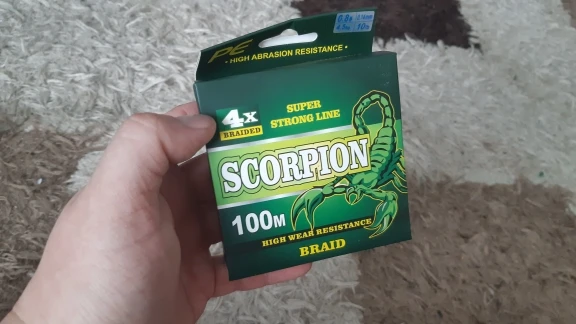 PE
• HIGH ABRASION RESISTANCE •
4X
BRAIDED
SUPER
STRONG LINE
SCORPION
100M
HIGH WEAR RESISTANCE
BRAID